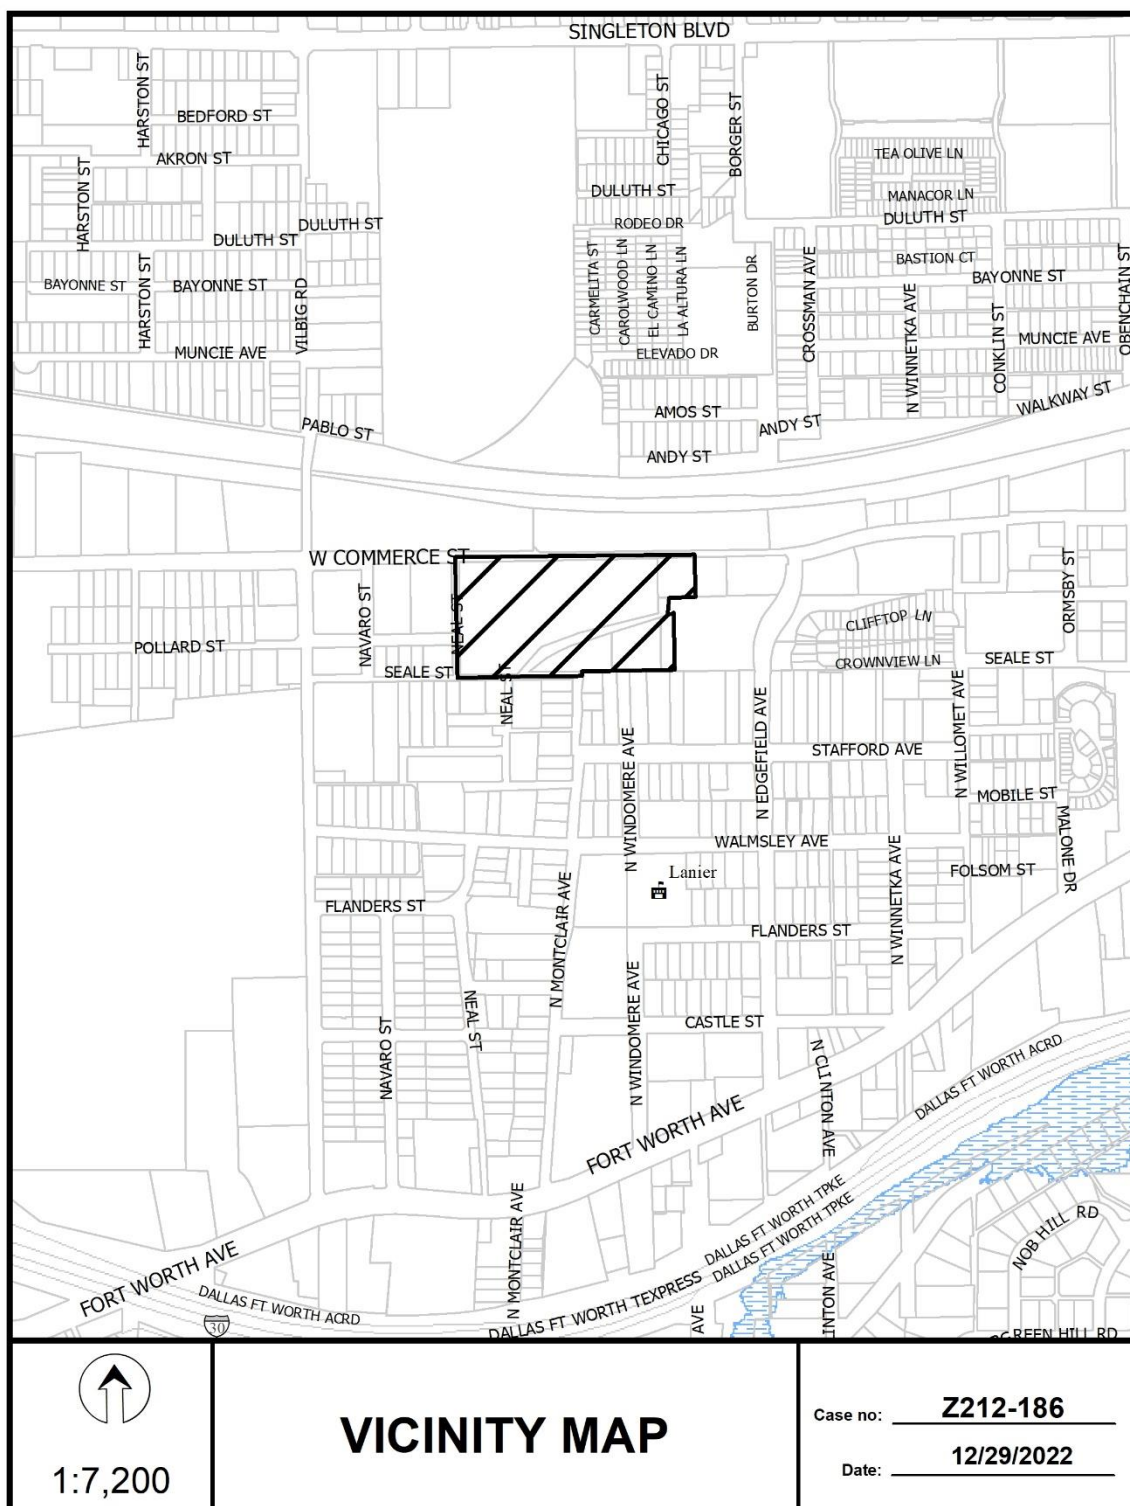 SINGLETON BLVD
HARSTON ST
BEDFORD ST
CHICAGO ST
BORGER ST
AKRON ST
TEA OLIVE LN
HARSTON ST
DULUTH ST
MANACOR LN
DULUTH ST
DULUTH ST
RODEO DR
DULUTH ST
BASTION CT
BAYONNE ST
BAYONNE ST
BAYONNE ST
HARSTON ST
VILBIG RD
CARMELITA ST
CAROLWOOD LN
EL CAMINO LN
LA ALTURA LN
BURTON DR
CROSSMAN AVE
N WINNETKA AVE
CONKLIN ST
OBENCHAIN ST
MUNCIE AVE
MUNCIE AVE
ELEVADO DR
AMOS ST
WALKWAY ST
PABLO ST
ANDY ST
ANDY ST
W COMMERCE ST
NAVARO ST
NEAL ST
ORMSBY ST
CLIFFTOP LN
POLLARD ST
CROWNVIEW LN
SEALE ST
SEALE ST
NEAL ST
N WINDOMERE AVE
N EDGEFIELD AVE
STAFFORD AVE
N WILLOMET AVE
MOBILE ST
WALMSLEY AVE
MALONE DR
Lanier
FOLSOM ST
N MONTCLAIR AVE
N WINNETKA AVE
FLANDERS ST
FLANDERS ST
NAVARO ST
NEAL ST
N WINDOMERE AVE
CASTLE ST
N CLINTON AVE
DALLAS FT WORTH ACRD
FORT WORTH AVE
N MONTCLAIR AVE
DALLAS FT WORTH TPKE
DALLAS FT WORTH TPKE
NOB HILL RD
FORT WORTH AVE
DALLAS FT WORTH ACRD
30
DALLAS FT WORTH TEXPRESS
AVE
LINTON AVE
GREEN HILL RD
1:7,200
VICINITY MAP
Case no: Z212-186
Date: 12/29/2022